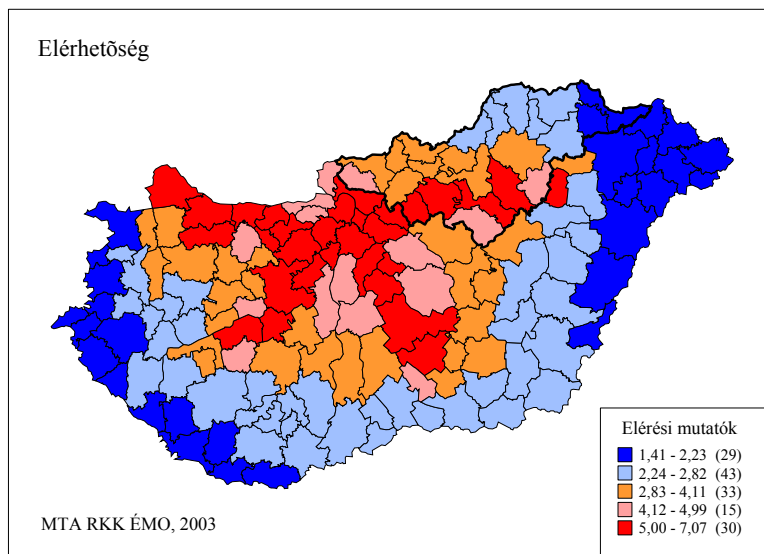 Elérhetõség
Elérési mutatók
1,41 - 2,23 (29)
2,24 - 2,82 (43)
2,83 - 4,11 (33)
4,12 - 4,99 (15)
5,00 - 7,07 (30)
MTA RKK ÉMO, 2003